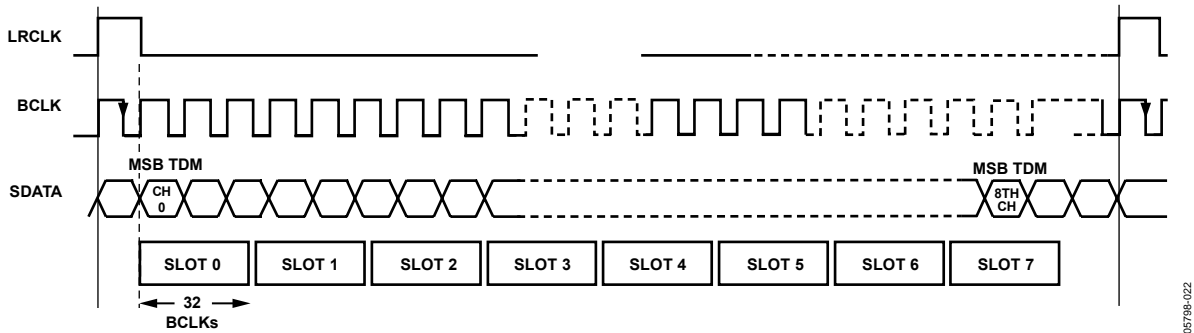 LRCLK
BCLK
MSB TDM
MSB TDM
SDATA
CH
0
8TH
CH
SLOT 0
SLOT 1
SLOT 2
SLOT 3
SLOT 4
SLOT 5
SLOT 6
SLOT 7
32
BCLKs
05798-022